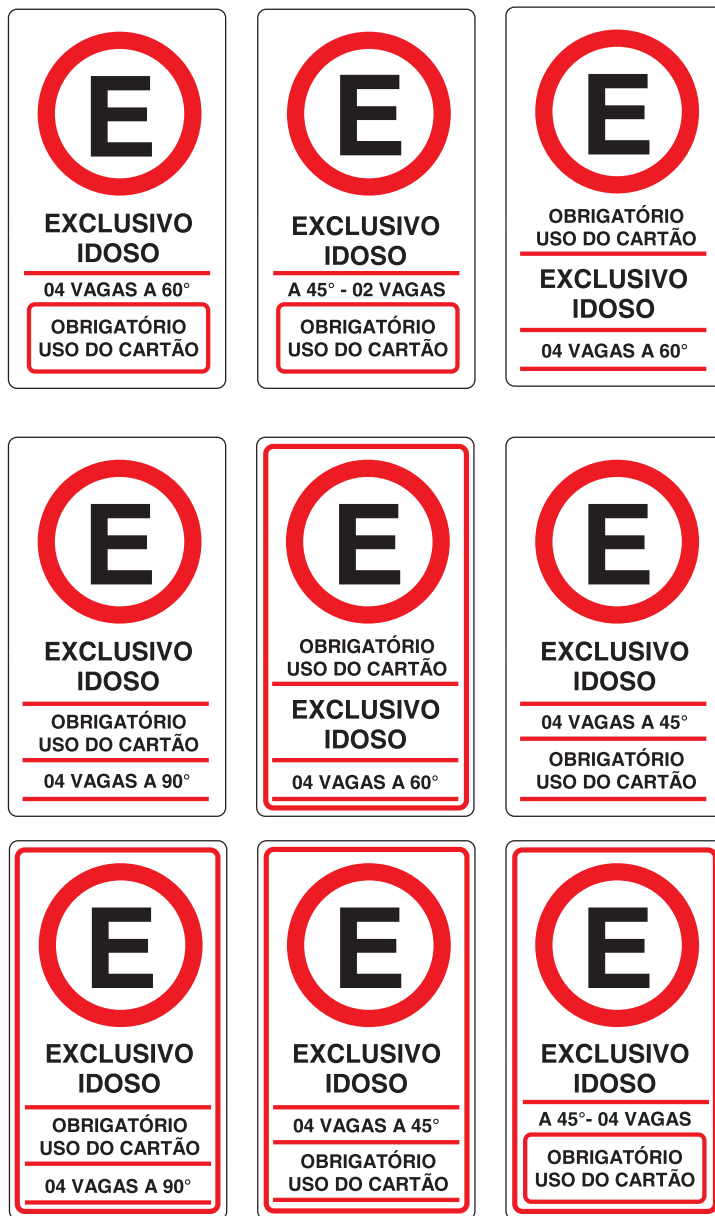 E
EXCLUSIVO
IDOSO
04 VAGAS A 60°
OBRIGATÓRIO
USO DO CARTÃO
E
EXCLUSIVO
IDOSO
A 45° - 02 VAGAS
OBRIGATÓRIO
USO DO CARTÃO
E
OBRIGATÓRIO
USO DO CARTÃO
EXCLUSIVO
IDOSO
04 VAGAS A 60°
E
EXCLUSIVO
IDOSO
OBRIGATÓRIO
USO DO CARTÃO
04 VAGAS A 90°
E
OBRIGATÓRIO
USO DO CARTÃO
EXCLUSIVO
IDOSO
04 VAGAS A 60°
E
EXCLUSIVO
IDOSO
04 VAGAS A 45°
OBRIGATÓRIO
USO DO CARTÃO
E
EXCLUSIVO
IDOSO
OBRIGATÓRIO
USO DO CARTÃO
04 VAGAS A 90°
E
EXCLUSIVO
IDOSO
04 VAGAS A 45°
OBRIGATÓRIO
USO DO CARTÃO
E
EXCLUSIVO
IDOSO
A 45°- 04 VAGAS
OBRIGATÓRIO
USO DO CARTÃO